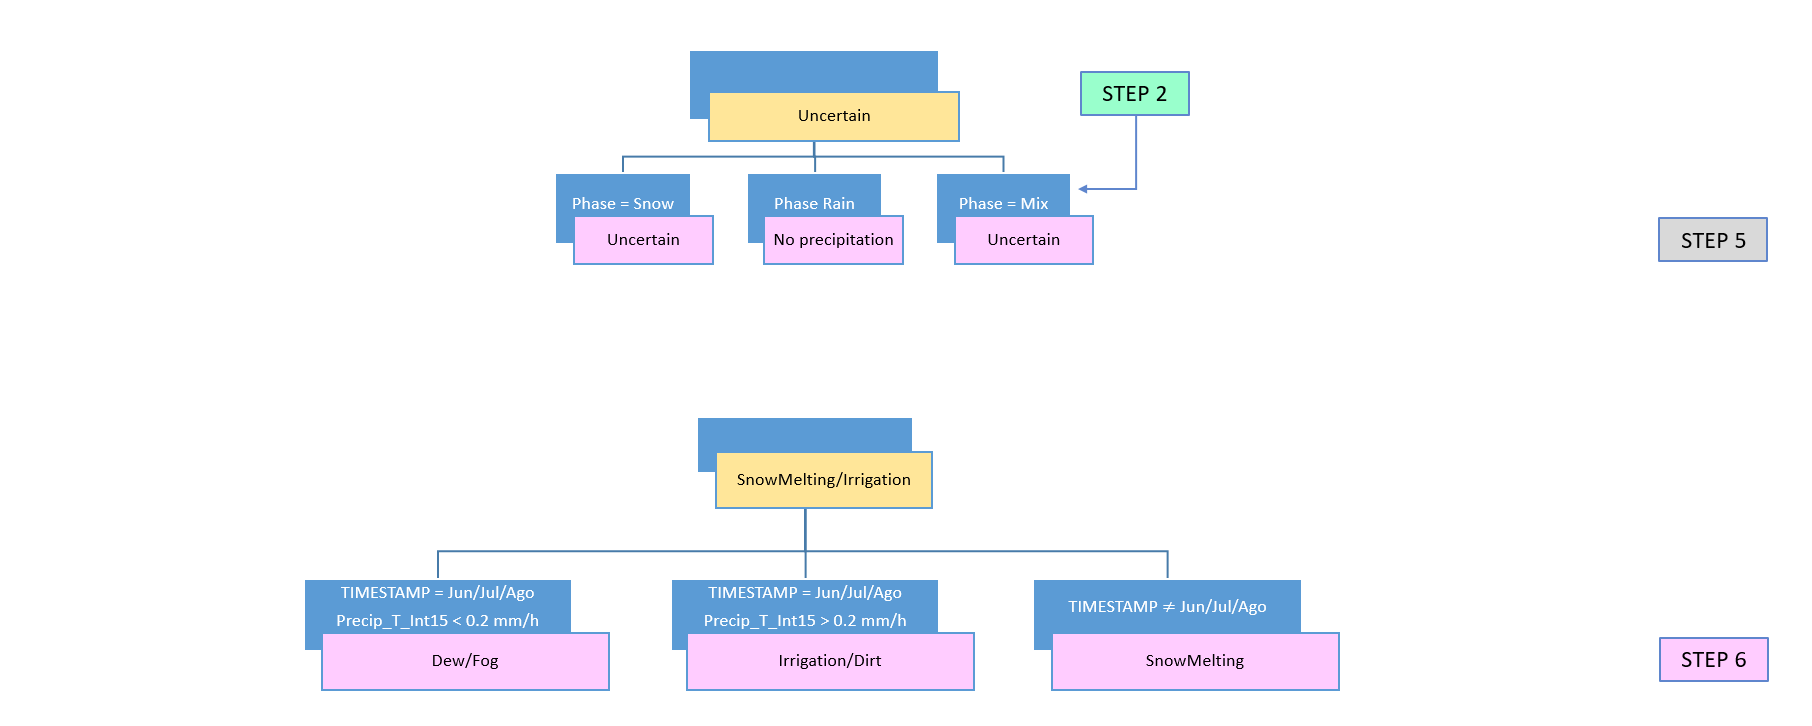 STEP 2
Uncertain
Phase = Snow
Phase Rain
Phase = Mix
Uncertain
No precipitation
Uncertain
STEP 5
SnowMelting/Irrigation
TIMESTAMP = Jun/Jul/Ago
Precip_T_Int15 < 0.2 mm/h
TIMESTAMP = Jun/Jul/Ago
Precip_T_Int15 > 0.2 mm/h
TIMESTAMP ≠ Jun/Jul/Ago
Dew/Fog
Irrigation/Dirt
SnowMelting
STEP 6